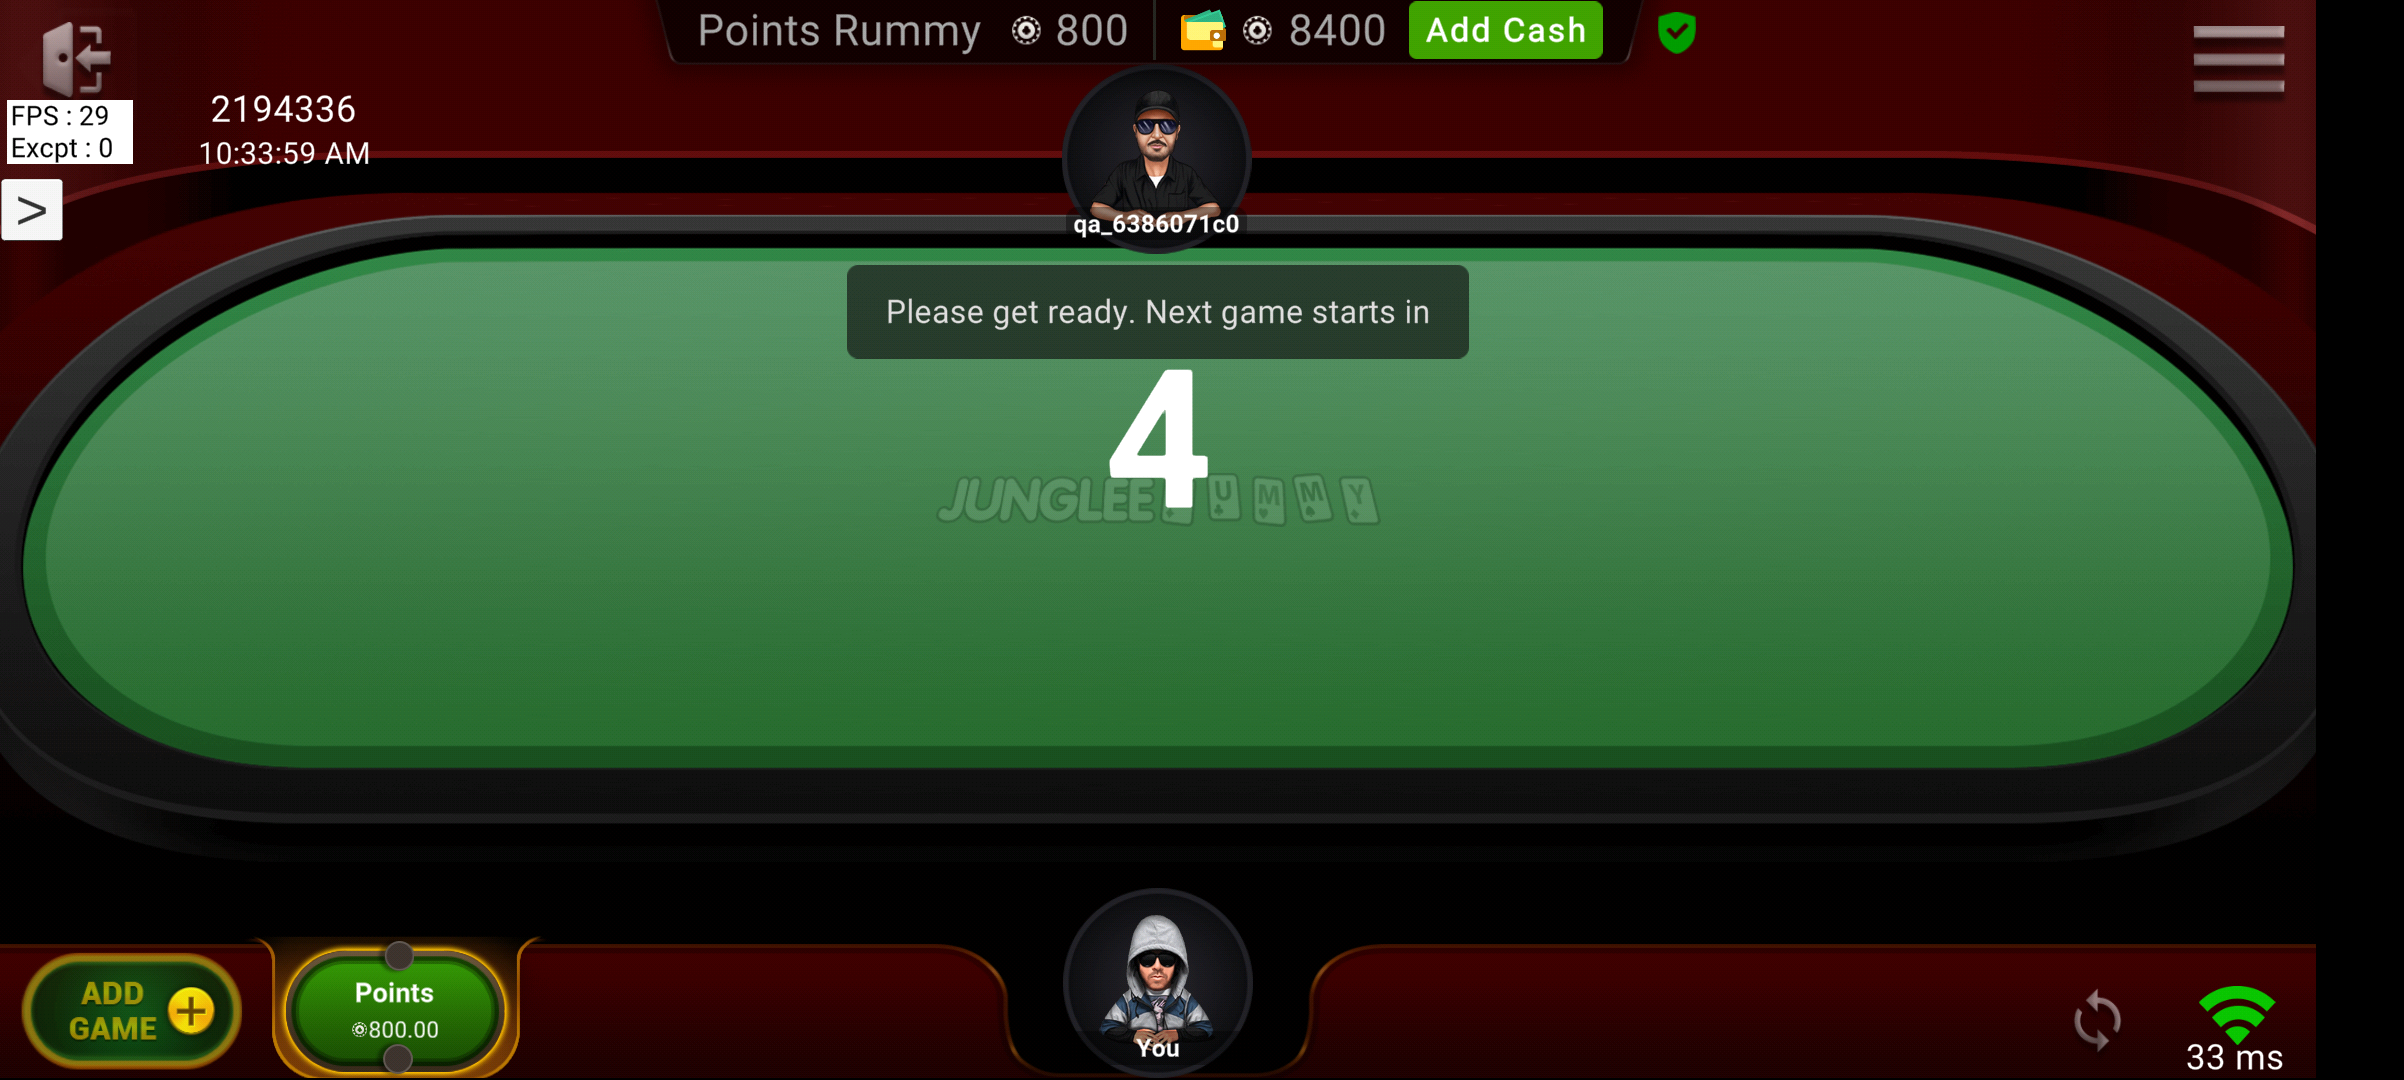 Points Rummy 800 8400 Add Cash
FPS : 29
Excpt : 0
2194336
10:33:59 AM
>
qa_6386071c0
Please get ready. Next game starts in
4
JUNGLEE UMMY
ADD
GAME +
Points
800.00
You
33 ms